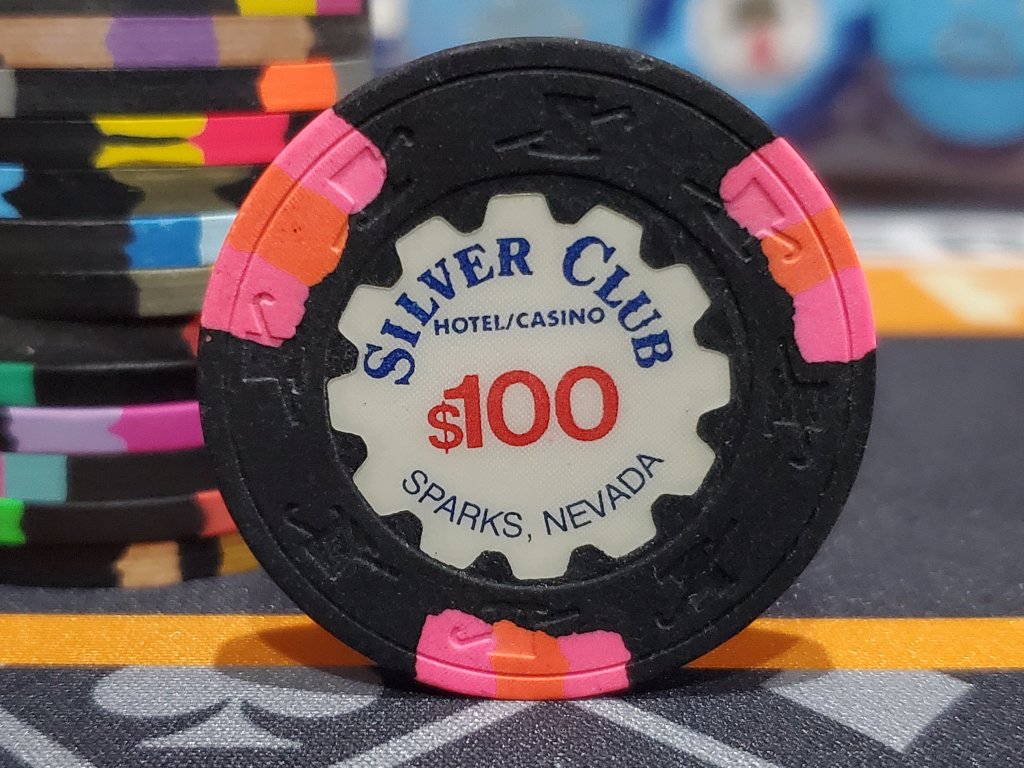 SILVER CLUB
HOTEL/CASINO
$100
SPARKS, NEVADA